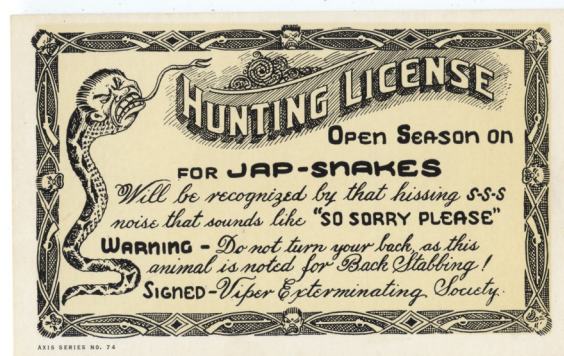 HUNTING LICENSE
OPEN SEASON ON
FOR JAP-SNAKES
Will be recognized by that hissing S-S-S
noise that sounds like "SO SORRY PLEASE"
WARNING - Do not turn your back, as this
animal is noted for Back Stabbing!
SIGNED - Viper Exterminating Society.
AXIS SERIES NO. 74